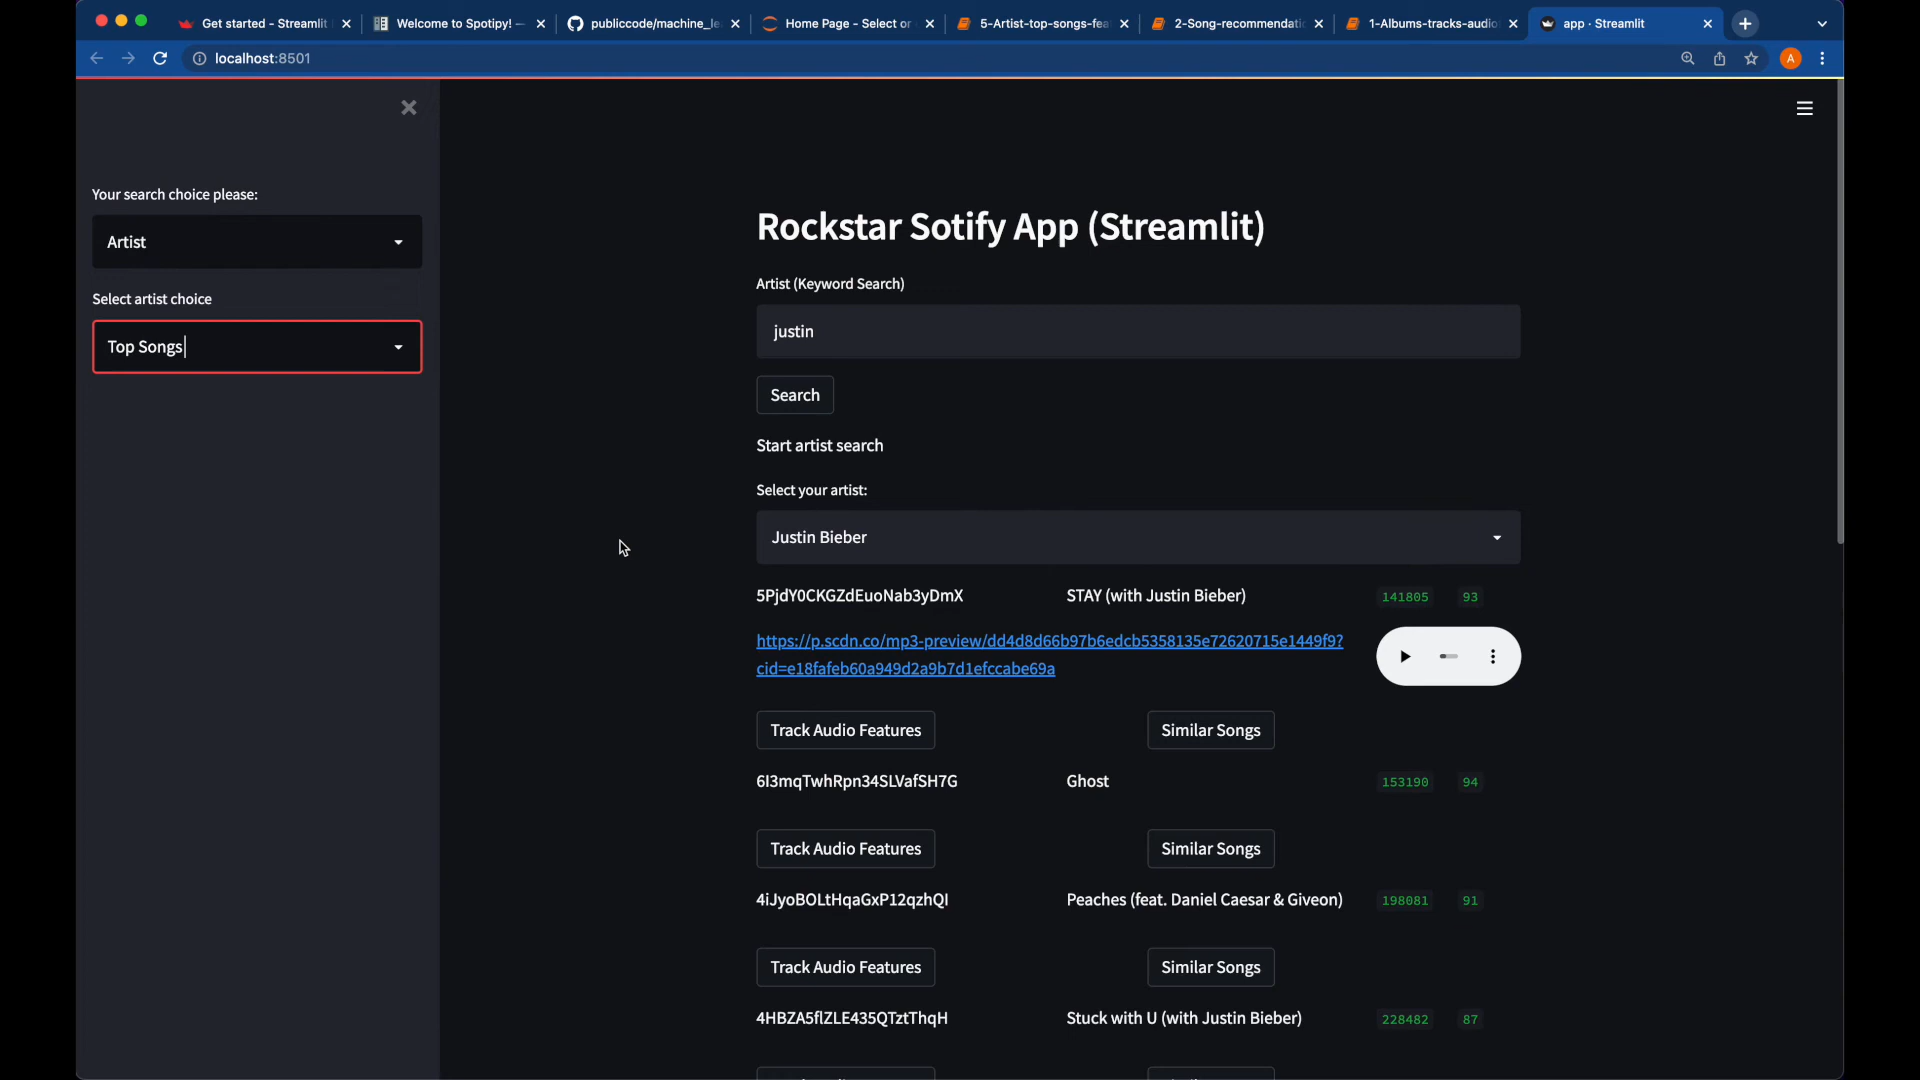 Get started - Streamlit
Welcome to Spotipy! —
publiccode/machine_le
Home Page - Select or
5-Artist-top-songs-fea
2-Song-recommendatio
1-Albums-tracks-audio
app · Streamlit
localhost:8501
A
Your search choice please:
Artist
Select artist choice
Top Songs
Rockstar Sotify App (Streamlit)
Artist (Keyword Search)
justin
Search
Start artist search
Select your artist:
Justin Bieber
5PjdY0CKGZdEuoNab3yDmX STAY (with Justin Bieber) 141805 93
https://p.scdn.co/mp3-preview/dd4d8d66b97b6edcb5358135e72620715e1449f9?
cid=e18fafeb60a949d2a9b7d1efccabe69a
Track Audio Features Similar Songs
6I3mqTwhRpn34SLVafSH7G Ghost 153190 94
Track Audio Features Similar Songs
4iJyoBOLtHqaGxP12qzhQI Peaches (feat. Daniel Caesar & Giveon) 198081 91
Track Audio Features Similar Songs
4HBZA5flZLE435QTztThqH Stuck with U (with Justin Bieber) 228482 87